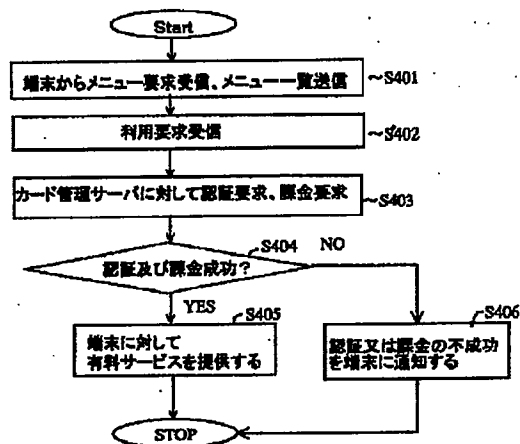 Start
端末からメニュー要求受信、メニュー一覧送信
~S401
利用要求受信
~S402
カード管理サーバに対して認証要求、課金要求
~S403
認証及び課金成功?
S404
NO
YES
S405
端末に対して
有料サービスを提供する
S406
認証又は課金の不成功
を端末に通知する
STOP